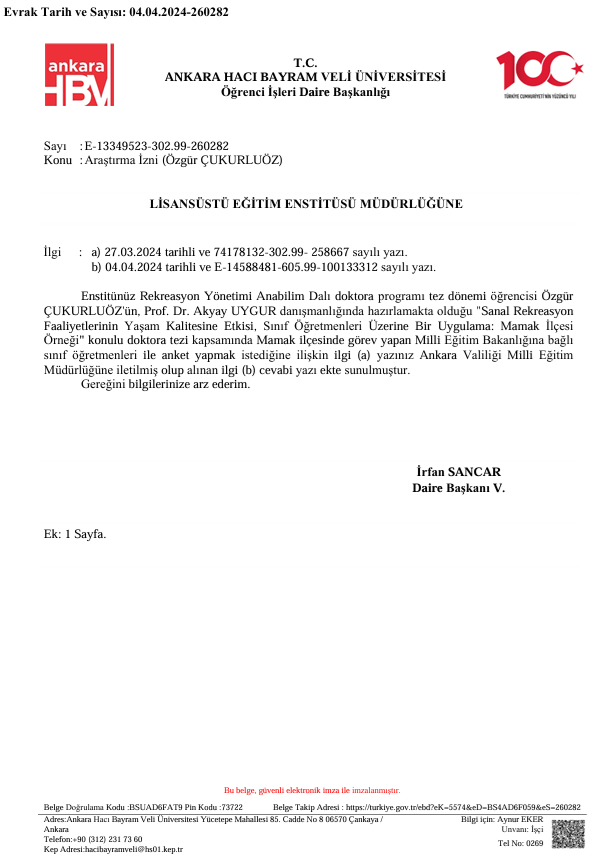 Evrak Tarih ve Sayısı: 04.04.2024-260282
ankara
HBV
T.C.
ANKARA HACI BAYRAM VELİ ÜNİVERSİTESİ
Öğrenci İşleri Daire Başkanlığı
100
TÜRKİYE CUMHURİYETİ'NİN YÜZÜNCÜ YILI
Sayı : E-13349523-302.99-260282
Konu : Araştırma İzni (Özgür ÇUKURLUÖZ)
LİSANSÜSTÜ EĞİTİM ENSTİTÜSÜ MÜDÜRLÜĞÜNE
İlgi : a) 27.03.2024 tarihli ve 74178132-302.99- 258667 sayılı yazı.
b) 04.04.2024 tarihli ve E-14588481-605.99-100133312 sayılı yazı.
Enstitünüz Rekreasyon Yönetimi Anabilim Dalı doktora programı tez dönemi öğrencisi Özgür
ÇUKURLUÖZ'ün, Prof. Dr. Akyay UYGUR danışmanlığında hazırlamakta olduğu "Sanal Rekreasyon
Faaliyetlerinin Yaşam Kalitesine Etkisi, Sınıf Öğretmenleri Üzerine Bir Uygulama: Mamak İlçesi
Örneği" konulu doktora tezi kapsamında Mamak ilçesinde görev yapan Milli Eğitim Bakanlığına bağlı
sınıf öğretmenleri ile anket yapmak istediğine ilişkin ilgi (a) yazınız Ankara Valiliği Milli Eğitim
Müdürlüğüne iletilmiş olup alınan ilgi (b) cevabi yazı ekte sunulmuştur.
Gereğini bilgilerinize arz ederim.
İrfan SANCAR
Daire Başkanı V.
Ek: 1 Sayfa.
Bu belge, güvenli elektronik imza ile imzalanmıştır.
Belge Doğrulama Kodu :BSUAD6FAT9 Pin Kodu :73722 Belge Takip Adresi : https://turkiye.gov.tr/ebd?eK=5574&eD=BS4AD6F059&eS=260282
Adres:Ankara Hacı Bayram Veli Üniversitesi Yücetepe Mahallesi 85. Cadde No 8 06570 Çankaya /
Ankara
Telefon:+90 (312) 231 73 60
Kep Adresi:hacibayramveli@hs01.kep.tr
Bilgi için: Aynur EKER
Unvanı: İşçi
Tel No: 0269